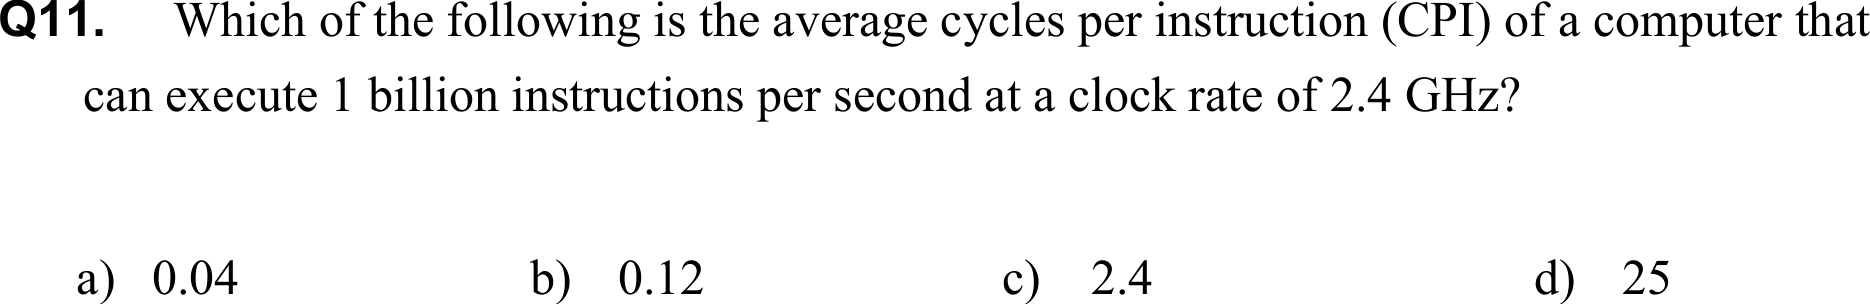 Q11. Which of the following is the average cycles per instruction (CPI) of a computer that
can execute 1 billion instructions per second at a clock rate of 2.4 GHz?
a) 0.04 b) 0.12 c) 2.4 d) 25